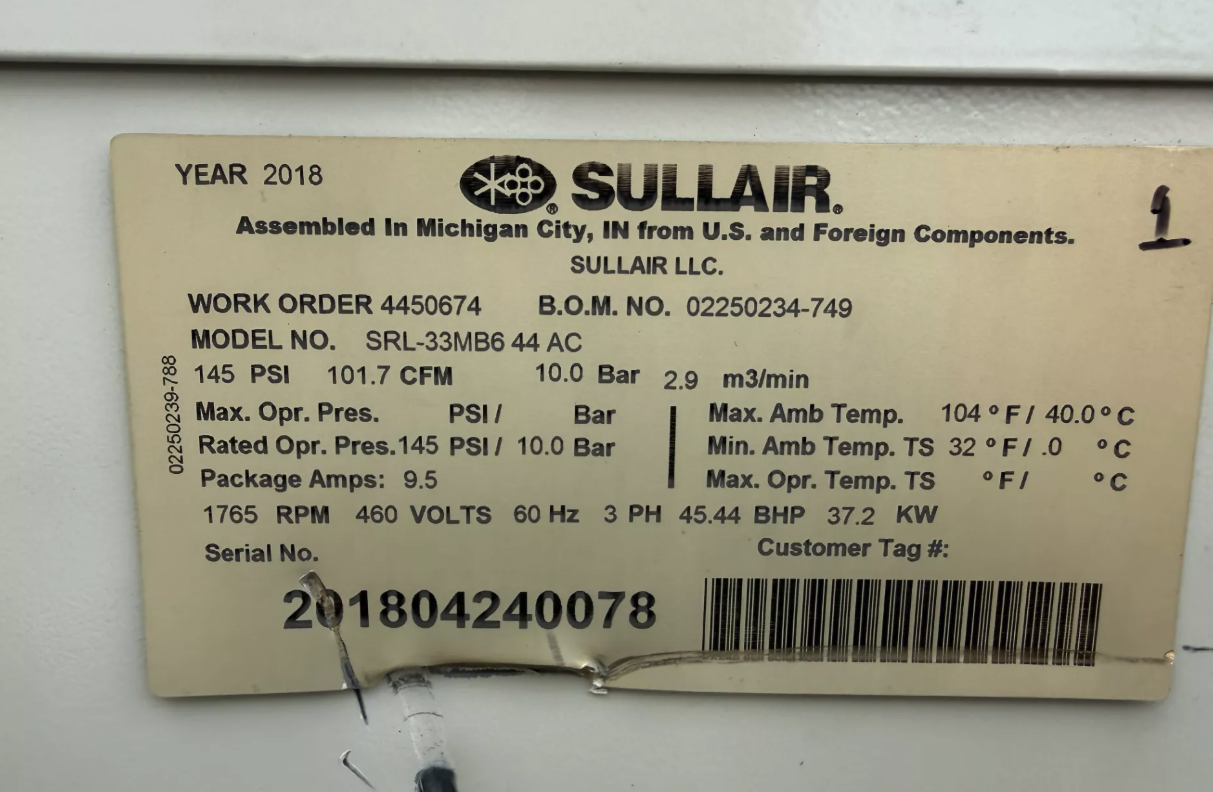 YEAR 2018
SULLAIR®
Assembled In Michigan City, IN from U.S. and Foreign Components.
SULLAIR LLC.
1
WORK ORDER 4450674 B.O.M. NO. 02250234-749
MODEL NO. SRL-33MB6 44 AC
145 PSI 101.7 CFM 10.0 Bar 2.9 m3/min
Max. Opr. Pres. PSI / Bar
Rated Opr. Pres. 145 PSI / 10.0 Bar
Package Amps: 9.5
Max. Amb Temp. 104 °F / 40.0 °C
Min. Amb Temp. TS 32 °F / .0 °C
Max. Opr. Temp. TS °F / °C
1765 RPM 460 VOLTS 60 Hz 3 PH 45.44 BHP 37.2 KW
Serial No.
201804240078
Customer Tag #:
02250239-788